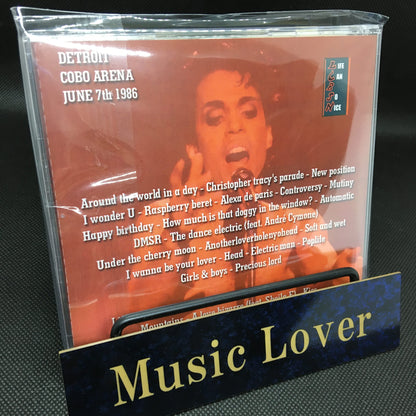 DETROIT
COBO ARENA
JUNE 7th 1986
Around the world in a day - Christopher tracy's parade - New position
I wonder U - Raspberry beret - Alexa de paris - Controversy - Mutiny
Happy birthday - How much is that doggy in the window? - Automatic
DMSR - The dance electric (feat. André Cymone)
Under the cherry moon - Anotherloverholenyohead - Soft and wet
I wanna be your lover - Head - Electric man - Poplife
Girls & boys - Precious lord
Music Lover